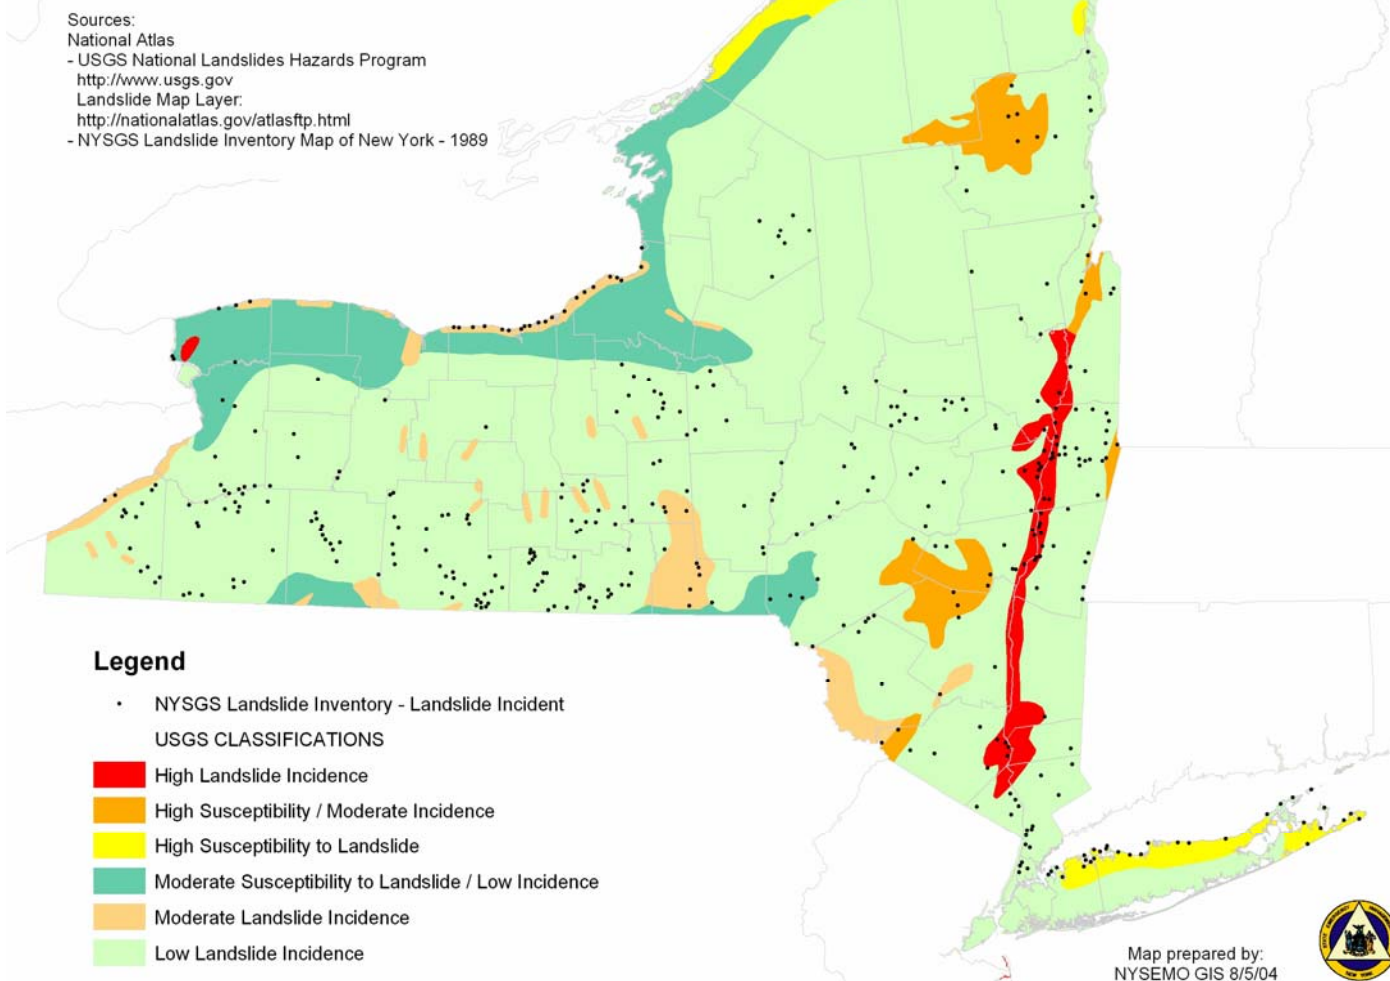 Sources:
National Atlas
- USGS National Landslides Hazards Program
http://www.usgs.gov
Landslide Map Layer:
http://nationalatlas.gov/atlasftp.html
- NYSGS Landslide Inventory Map of New York - 1989
Legend
NYSGS Landslide Inventory - Landslide Incident
USGS CLASSIFICATIONS
High Landslide Incidence
High Susceptibility / Moderate Incidence
High Susceptibility to Landslide
Moderate Susceptibility to Landslide / Low Incidence
Moderate Landslide Incidence
Low Landslide Incidence
Map prepared by:
NYSEMO GIS 8/5/04